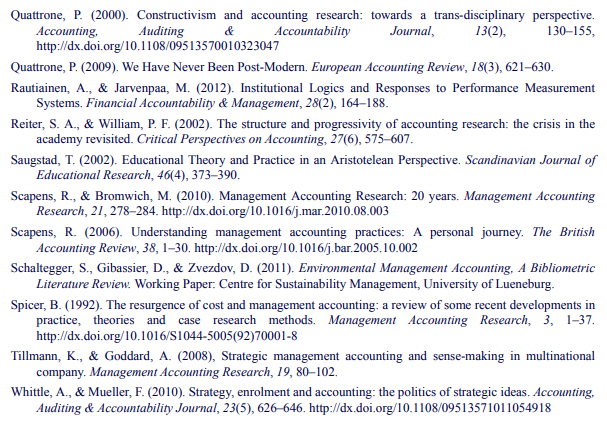 Quattrone, P. (2000). Constructivism and accounting research: towards a trans-disciplinary perspective.
Accounting, Auditing & Accountability Journal, 13(2), 130–155,
http://dx.doi.org/10.1108/09513570010323047
Quattrone, P. (2009). We Have Never Been Post-Modern. European Accounting Review, 18(3), 621–630.
Rautiainen, A., & Jarvenpaa, M. (2012). Institutional Logics and Responses to Performance Measurement
Systems. Financial Accountability & Management, 28(2), 164–188.
Reiter, S. A., & William, P. F. (2002). The structure and progressivity of accounting research: the crisis in the
academy revisited. Critical Perspectives on Accounting, 27(6), 575–607.
Saugstad, T. (2002). Educational Theory and Practice in an Aristotelean Perspective. Scandinavian Journal of
Educational Research, 46(4), 373–390.
Scapens, R., & Bromwich, M. (2010). Management Accounting Research: 20 years. Management Accounting
Research, 21, 278–284. http://dx.doi.org/10.1016/j.mar.2010.08.003
Scapens, R. (2006). Understanding management accounting practices: A personal journey. The British
Accounting Review, 38, 1–30. http://dx.doi.org/10.1016/j.bar.2005.10.002
Schaltegger, S., Gibassier, D., & Zvezdov, D. (2011). Environmental Management Accounting, A Bibliometric
Literature Review. Working Paper: Centre for Sustainability Management, University of Lueneburg.
Spicer, B. (1992). The resurgence of cost and management accounting: a review of some recent developments in
practice, theories and case research methods. Management Accounting Research, 3, 1–37.
http://dx.doi.org/10.1016/S1044-5005(92)70001-8
Tillmann, K., & Goddard, A. (2008), Strategic management accounting and sense-making in multinational
company. Management Accounting Research, 19, 80–102.
Whittle, A., & Mueller, F. (2010). Strategy, enrolment and accounting: the politics of strategic ideas. Accounting,
Auditing & Accountability Journal, 23(5), 626–646. http://dx.doi.org/10.1108/09513571011054918